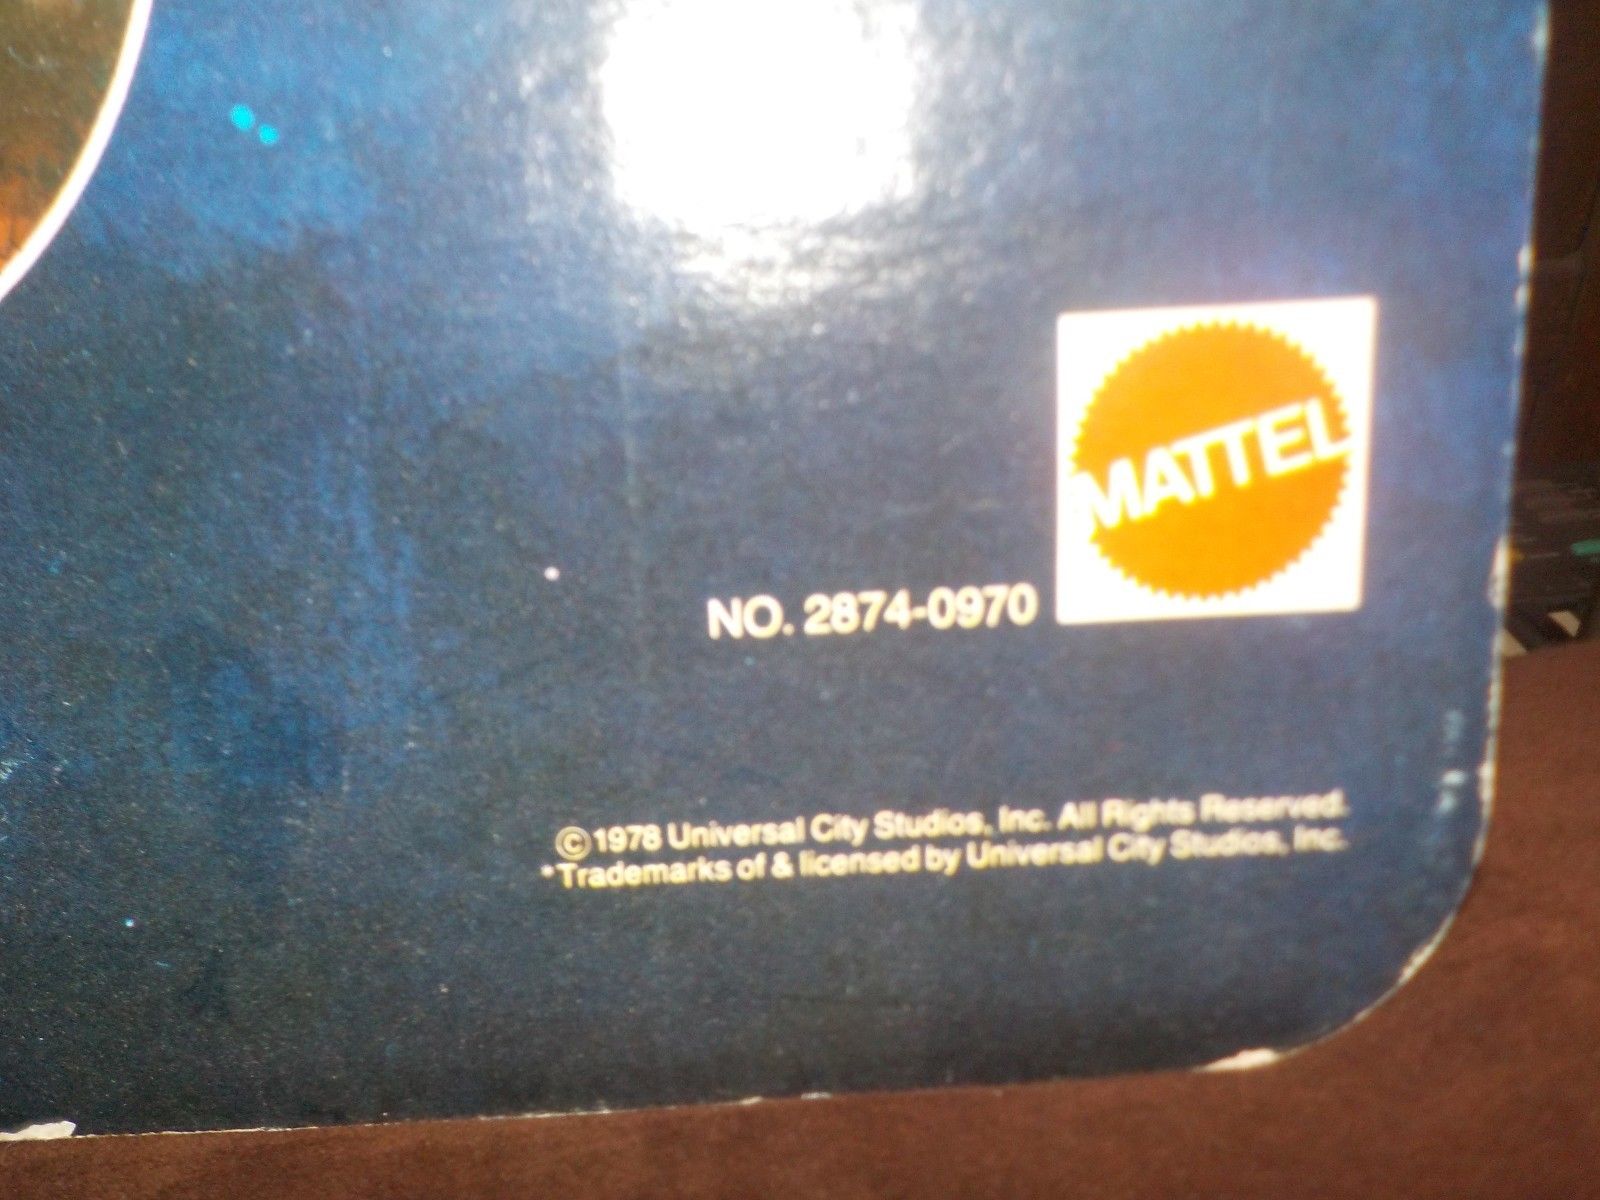 MATTEL
NO. 2874-0970
©1978 Universal City Studios, Inc. All Rights Reserved.
*Trademarks of & licensed by Universal City Studios, Inc.